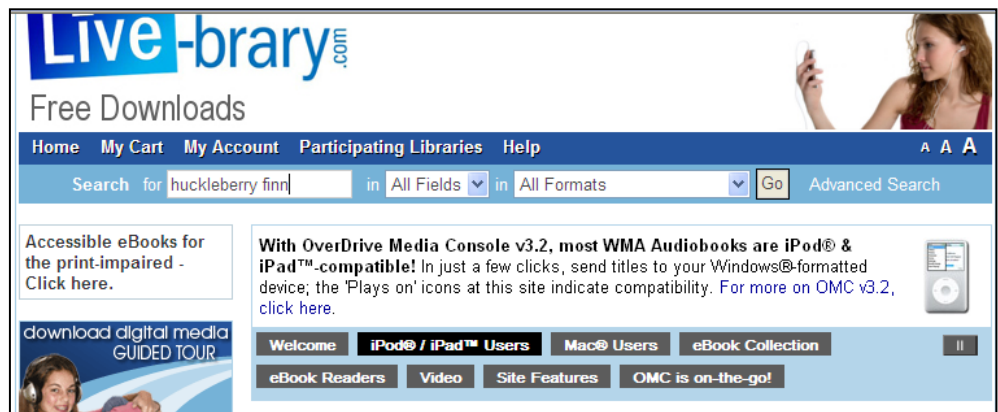 Live-brary.com
Free Downloads
Home My Cart My Account Participating Libraries Help A A A
Search for huckleberry finn in All Fields in All Formats Go Advanced Search
Accessible eBooks for
the print-impaired -
Click here.
With OverDrive Media Console v3.2, most WMA Audiobooks are iPod® &
iPad™-compatible! In just a few clicks, send titles to your Windows®-formatted
device; the 'Plays on' icons at this site indicate compatibility. For more on OMC v3.2,
click here.
download digital media
GUIDED TOUR
Welcome iPod® / iPad™ Users Mac® Users eBook Collection
eBook Readers Video Site Features OMC is on-the-go!